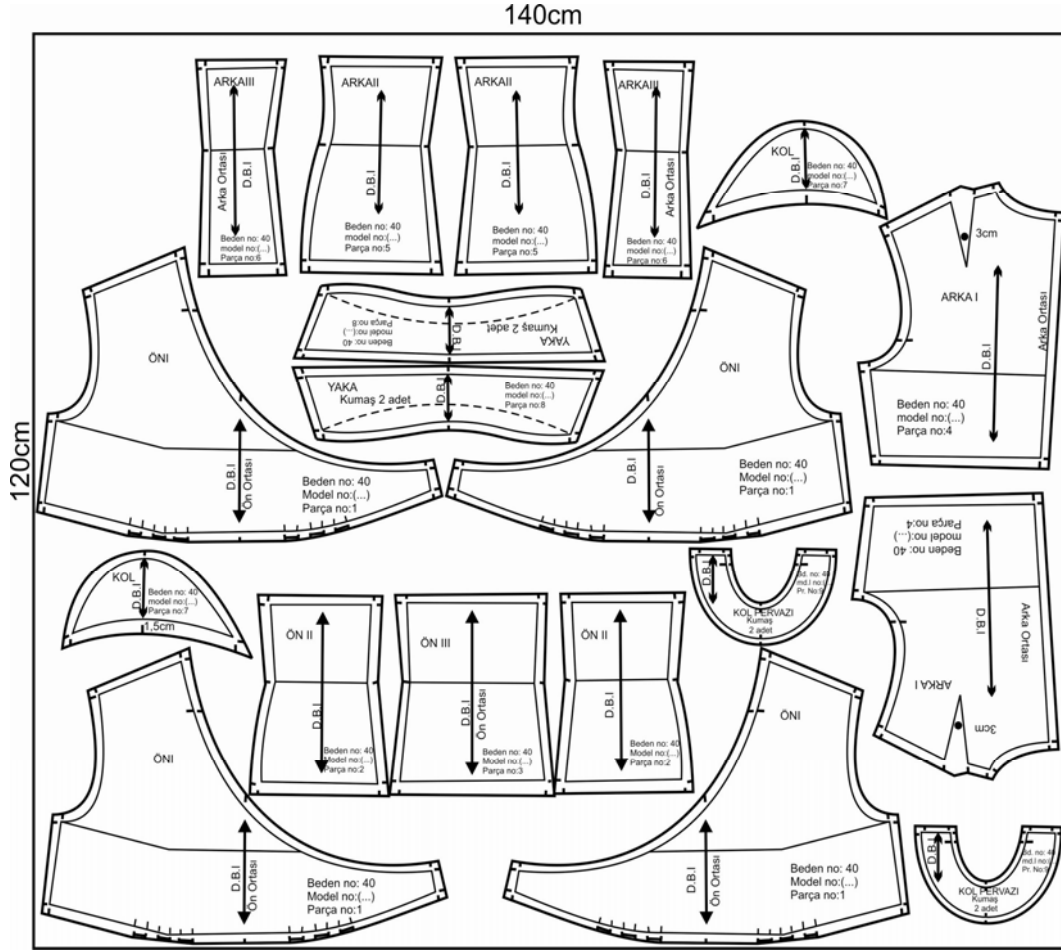 140cm
120cm
ARKAIII
Arka Ortası
D.B.I
Beden no: 40
model no:(...)
Parça no:6
ARKAII
D.B.I
Beden no: 40
model no:(...)
Parça no:5
ARKAII
D.B.I
Beden no: 40
model no:(...)
Parça no:5
ARKAIII
D.B.I
Arka Ortası
Beden no: 40
model no:(...)
Parça no:6
KOL
D.B.I
Beden no: 40
model no:(...)
Parça no:7
3cm
ARKA I
D.B.I
Arka Ortası
Beden no: 40
model no:(...)
Parça no:4
ÖNI
D.B.I
Ön Ortası
Beden no: 40
Model no:(...)
Parça no:1
YAKA
Kumaş 2 adet
D.B.I
Beden no: 40
model no:(...)
Parça no:8
YAKA
Kumaş 2 adet
D.B.I
Beden no: 40
model no:(...)
Parça no:8
ÖNI
D.B.I
Ön Ortası
Beden no: 40
Model no:(...)
Parça no:1
KOL
D.B.I
Beden no: 40
model no:(...)
Parça no:7
1,5cm
ÖN II
D.B.I
Beden no: 40
Model no:(...)
Parça no:2
ÖN III
D.B.I
Ön Ortası
Beden no: 40
Model no:(...)
Parça no:3
ÖN II
D.B.I
Beden no: 40
Model no:(...)
Parça no:2
D.B.I
KOL PERVAZI
Kumaş
2 adet
Beden no: 40
model no:(...)
Parça no:4
D.B.I
Arka Ortası
ARKA I
3cm
ÖNI
D.B.I
Ön Ortası
Beden no: 40
Model no:(...)
Parça no:1
ÖNI
D.B.I
Ön Ortası
Beden no: 40
Model no:(...)
Parça no:1
D.B.I
KOL PERVAZI
Kumaş
2 adet